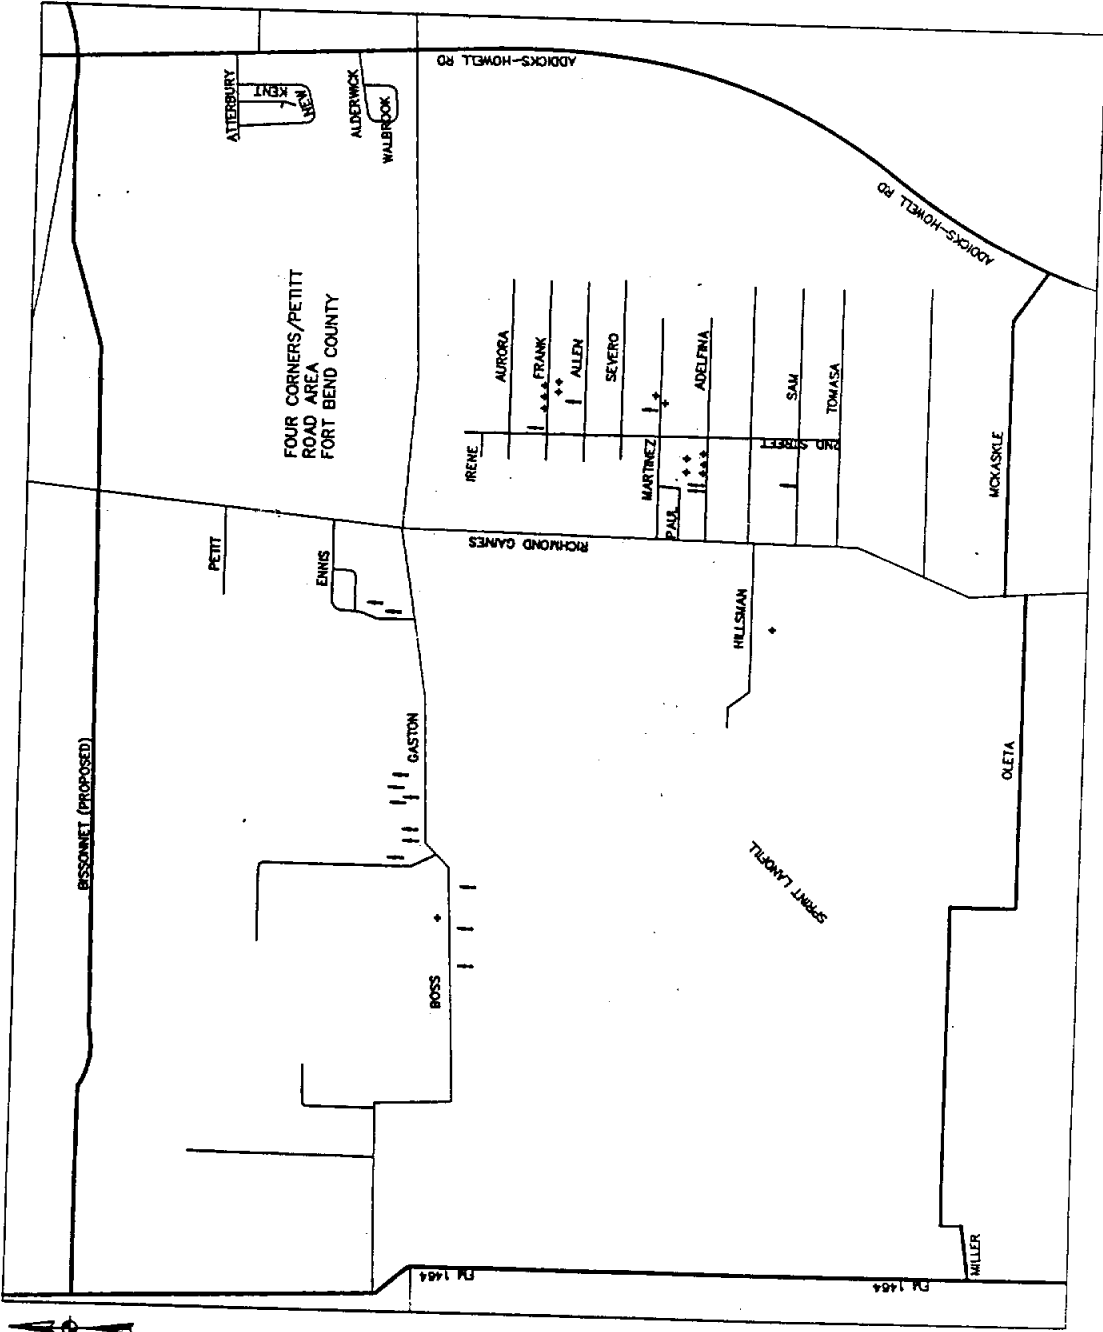 BISSONNET (PROPOSED)
FOUR CORNERS/PETITT
ROAD AREA
FORT BEND COUNTY
ATTERBURY
KENT
NEW
ALDERWICK
WALBROOK
ADDICKS-HOWELL RD
ADDICKS-HOWELL RD
PETIT
ENNIS
GASTON
BOSS
IRENE
AURORA
FRANK
ALLEN
SEVERO
MARTINEZ
PAUL
ADELFINA
2ND STREET
SAM
TOMASA
RICHMOND GAINES
HILLSMAN
MCKASKLE
OLETA
SPRINT LANDFILL
MILLER
FM 1464
FM 1464